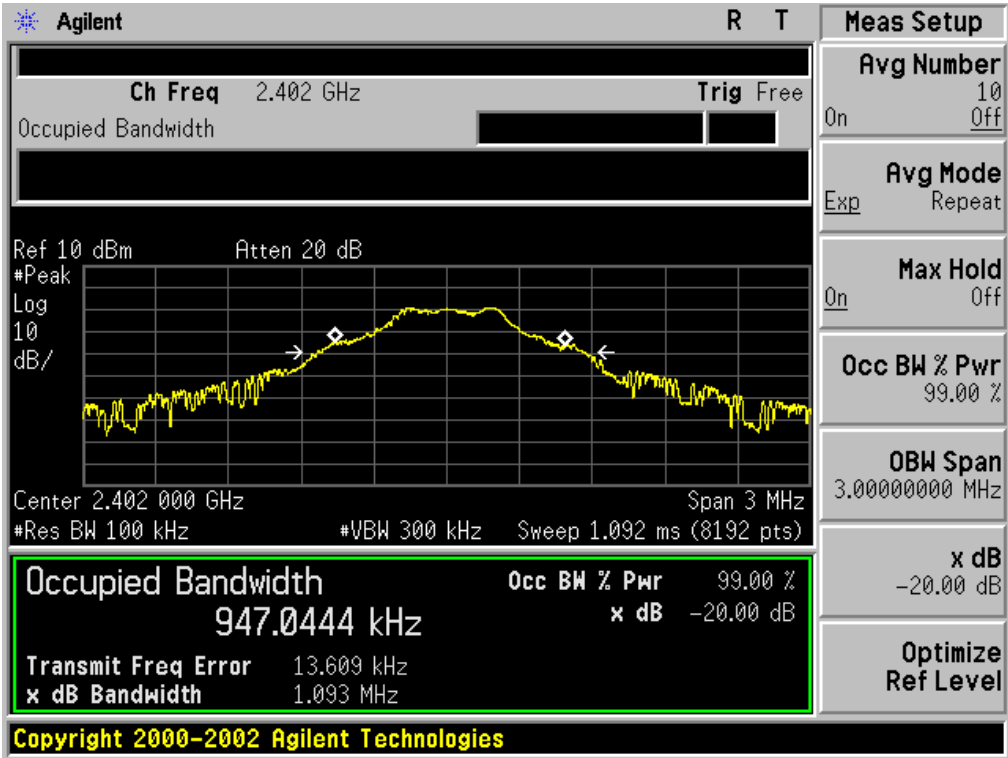 Agilent R T
Ch Freq 2.402 GHz Trig Free
Occupied Bandwidth
Ref 10 dBm Atten 20 dB
#Peak
Log
10
dB/
Center 2.402 000 GHz Span 3 MHz
#Res BW 100 kHz #VBW 300 kHz Sweep 1.092 ms (8192 pts)
Occupied Bandwidth
947.0444 kHz
Occ BW % Pwr 99.00 %
x dB -20.00 dB
Transmit Freq Error 13.609 kHz
x dB Bandwidth 1.093 MHz
Copyright 2000-2002 Agilent Technologies
Meas Setup
Avg Number
10
On Off
Avg Mode
Exp Repeat
Max Hold
On Off
Occ BW % Pwr
99.00 %
OBW Span
3.00000000 MHz
x dB
-20.00 dB
Optimize
Ref Level